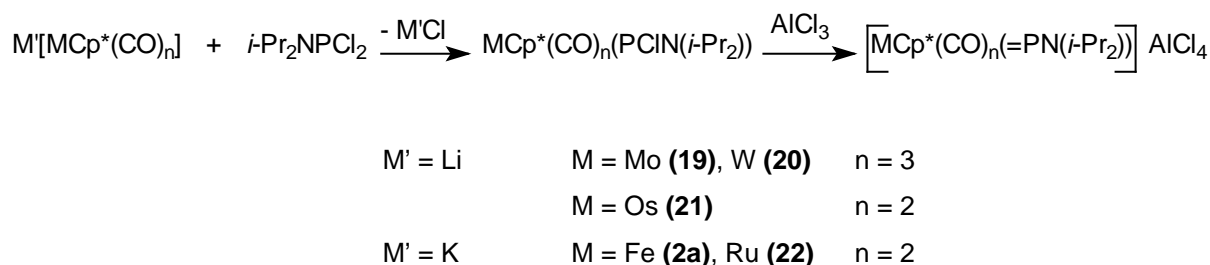 - M'Cl AlCl₃
M'[MCp*(CO)ₙ] + i-Pr₂NPCl₂ MCp*(CO)ₙ(PClN(i-Pr₂)) [MCp*(CO)ₙ(=PN(i-Pr₂))] AlCl₄
M' = Li M = Mo (19), W (20) n = 3
M = Os (21) n = 2
M' = K M = Fe (2a), Ru (22) n = 2